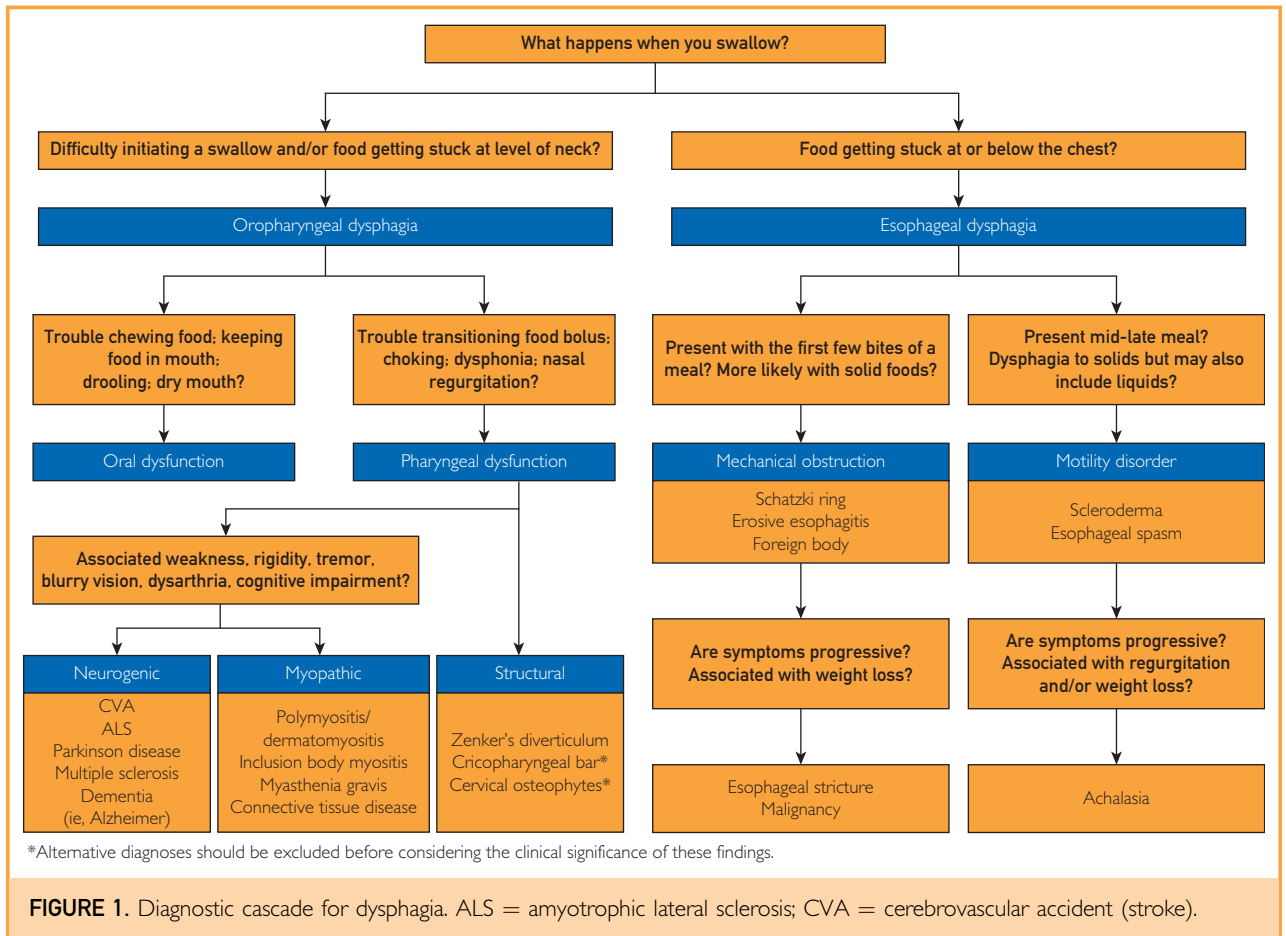 What happens when you swallow?
Difficulty initiating a swallow and/or food getting stuck at level of neck?
Food getting stuck at or below the chest?
Oropharyngeal dysphagia
Esophageal dysphagia
Trouble chewing food; keeping
food in mouth;
drooling; dry mouth?
Trouble transitioning food bolus;
choking; dysphonia; nasal
regurgitation?
Present with the first few bites of a
meal? More likely with solid foods?
Present mid-late meal?
Dysphagia to solids but may also
include liquids?
Oral dysfunction
Pharyngeal dysfunction
Mechanical obstruction
Schatzki ring
Erosive esophagitis
Foreign body
Motility disorder
Scleroderma
Esophageal spasm
Associated weakness, rigidity, tremor,
blurry vision, dysarthria, cognitive impairment?
Are symptoms progressive?
Associated with weight loss?
Are symptoms progressive?
Associated with regurgitation
and/or weight loss?
Neurogenic
CVA
ALS
Parkinson disease
Multiple sclerosis
Dementia
(ie, Alzheimer)
Myopathic
Polymyositis/
dermatomyositis
Inclusion body myositis
Myasthenia gravis
Connective tissue disease
Structural
Zenker's diverticulum
Cricopharyngeal bar*
Cervical osteophytes*
Esophageal stricture
Malignancy
Achalasia
*Alternative diagnoses should be excluded before considering the clinical significance of these findings.
FIGURE 1. Diagnostic cascade for dysphagia. ALS = amyotrophic lateral sclerosis; CVA = cerebrovascular accident (stroke).